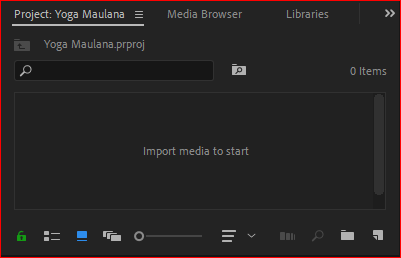 Project: Yoga Maulana Media Browser Libraries
Yoga Maulana.prproj
0 Items
Import media to start